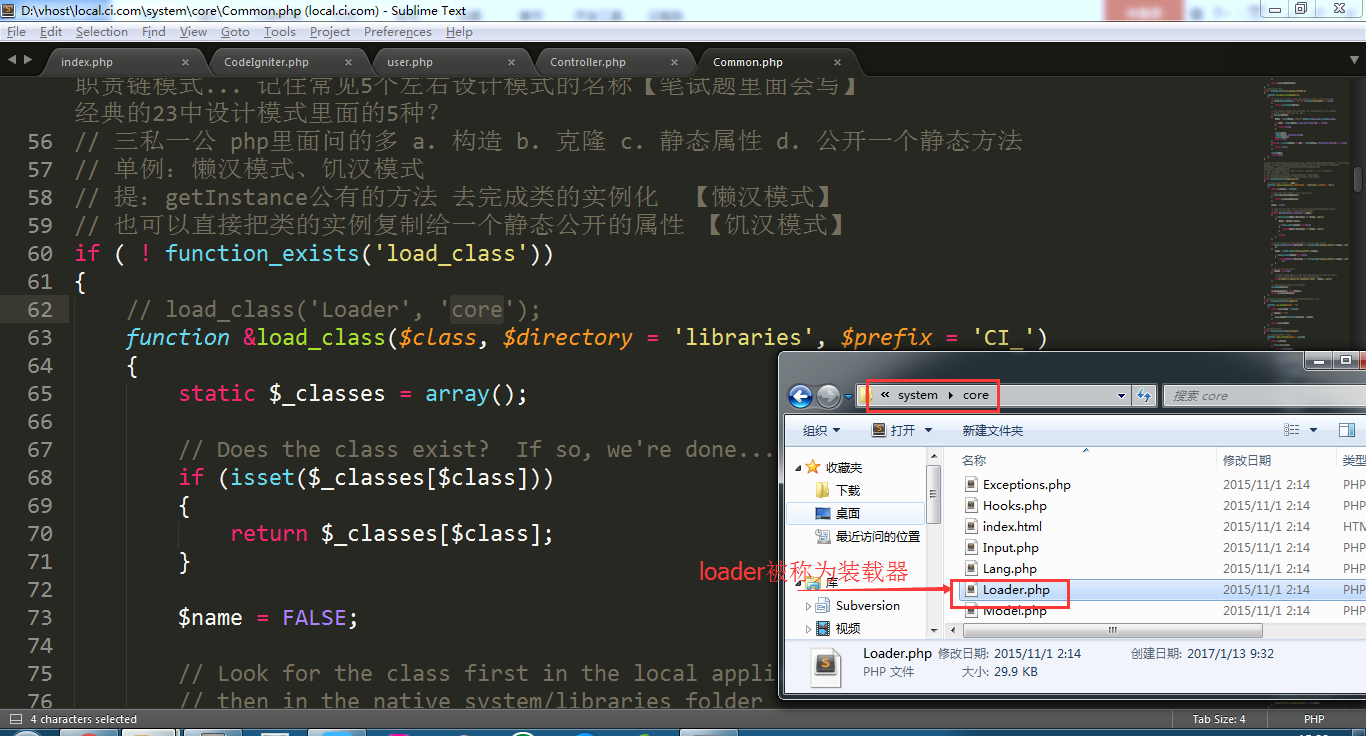 D:\vhost\local.ci.com\system\core\Common.php (local.ci.com) - Sublime Text
File Edit Selection Find View Goto Tools Project Preferences Help
index.php × CodeIgniter.php × user.php × Controller.php × Common.php ×
职责链模式... 记住常见5个左右设计模式的名称【笔试题里面会写】
经典的23中设计模式里面的5种？
56 // 三私一公 php里面问的多 a. 构造 b. 克隆 c. 静态属性 d. 公开一个静态方法
57 // 单例：懒汉模式、饥汉模式
58 // 提：getInstance公有的方法 去完成类的实例化 【懒汉模式】
59 // 也可以直接把类的实例复制给一个静态公开的属性 【饥汉模式】
60 if ( ! function_exists('load_class'))
61 {
62 // load_class('Loader', 'core');
63 function &load_class($class, $directory = 'libraries', $prefix = 'CI_')
64 {
65 static $_classes = array();
66
67 // Does the class exist? If so, we're done...
68 if (isset($_classes[$class]))
69 {
70 return $_classes[$class];
71 }
72
73 $name = FALSE;
74
75 // Look for the class first in the local appli
76 // then in the native system/libraries folder
« system core
搜索 core
组织 打开 新建文件夹
收藏夹
下载
桌面
最近访问的位置
库
Subversion
视频
名称 修改日期 类型
Exceptions.php 2015/11/1 2:14 PHP
Hooks.php 2015/11/1 2:14 PHP
index.html 2015/11/1 2:14 HTM
Input.php 2015/11/1 2:14 PHP
Lang.php 2015/11/1 2:14 PHP
Loader.php 2015/11/1 2:14 PHP
Model.php 2015/11/1 2:14 PHP
loader被称为装载器
Loader.php 修改日期: 2015/11/1 2:14 创建日期: 2017/1/13 9:32
PHP 文件 大小: 29.9 KB
4 characters selected Tab Size: 4 PHP